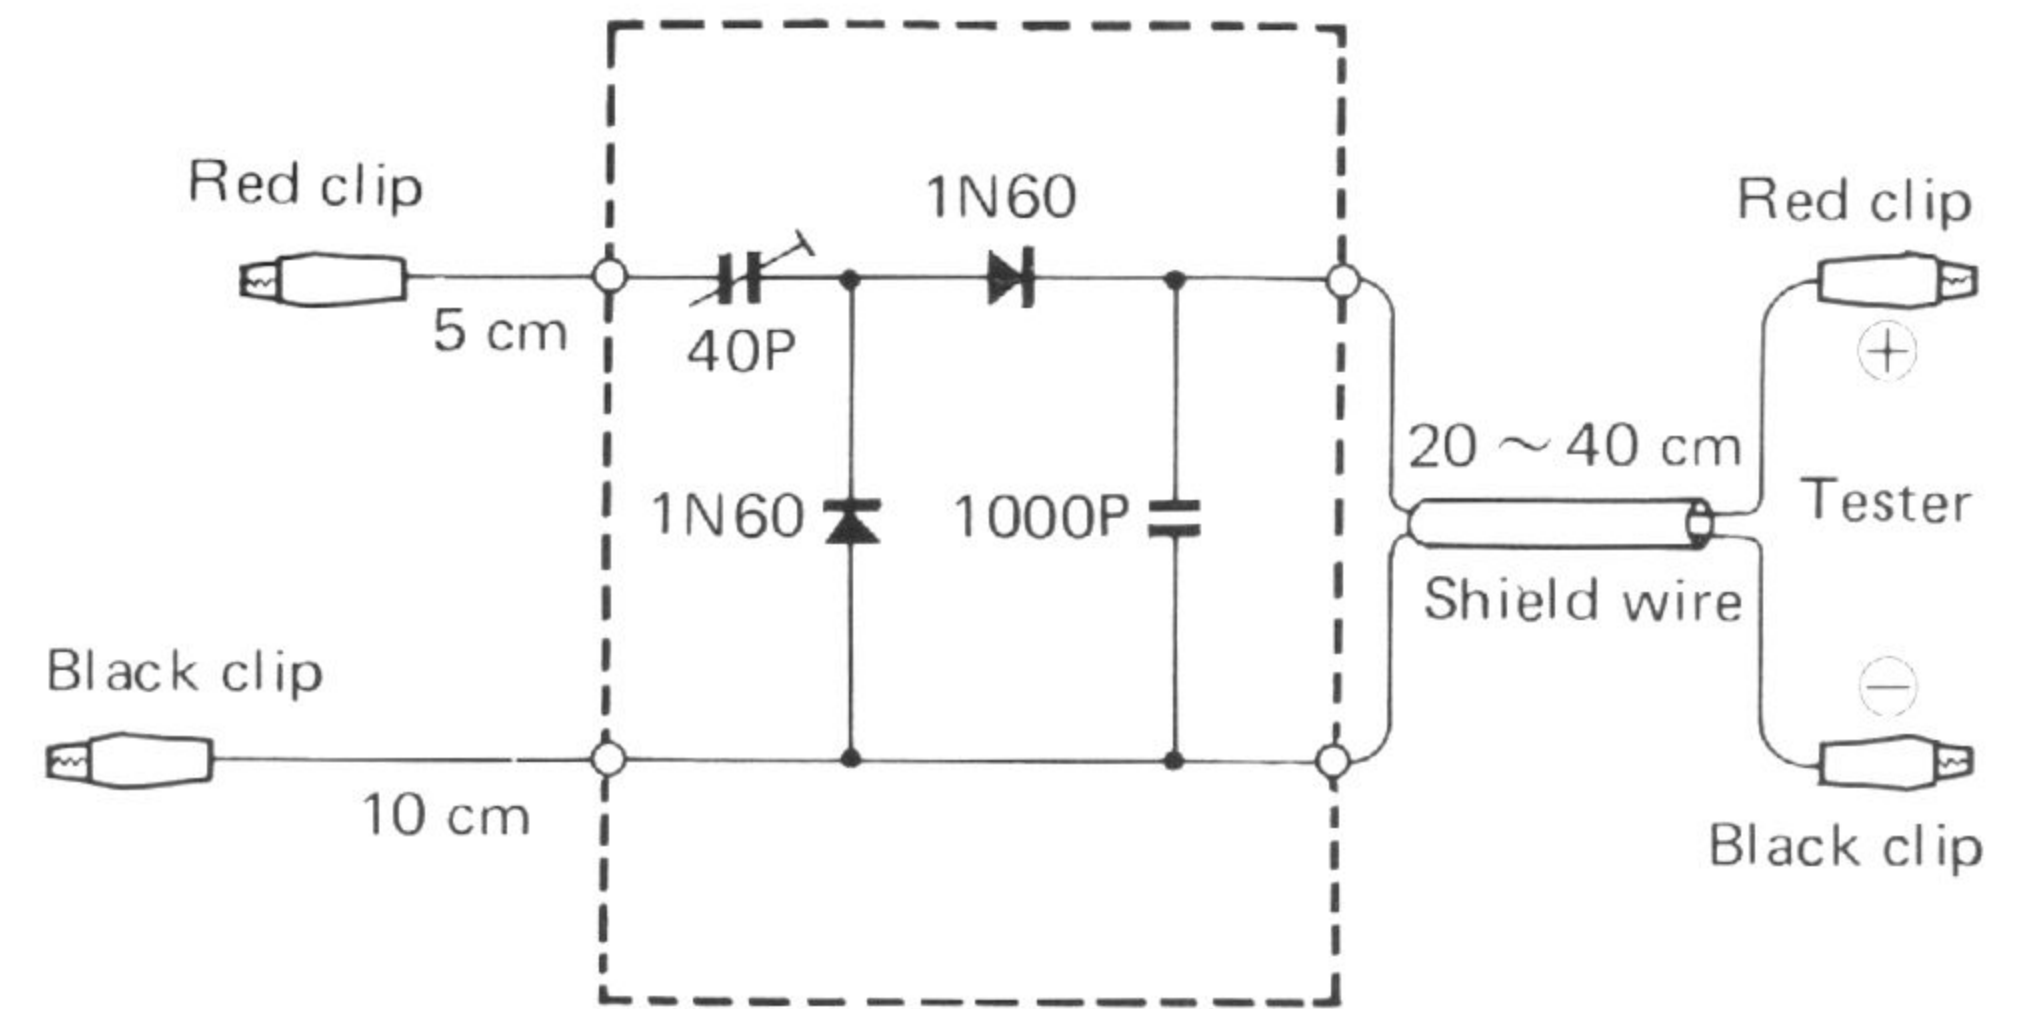 Red clip
1N60
Red clip
5 cm
40P
+
20 ~ 40 cm
Tester
1N60
1000P
Shield wire
Black clip
−
10 cm
Black clip